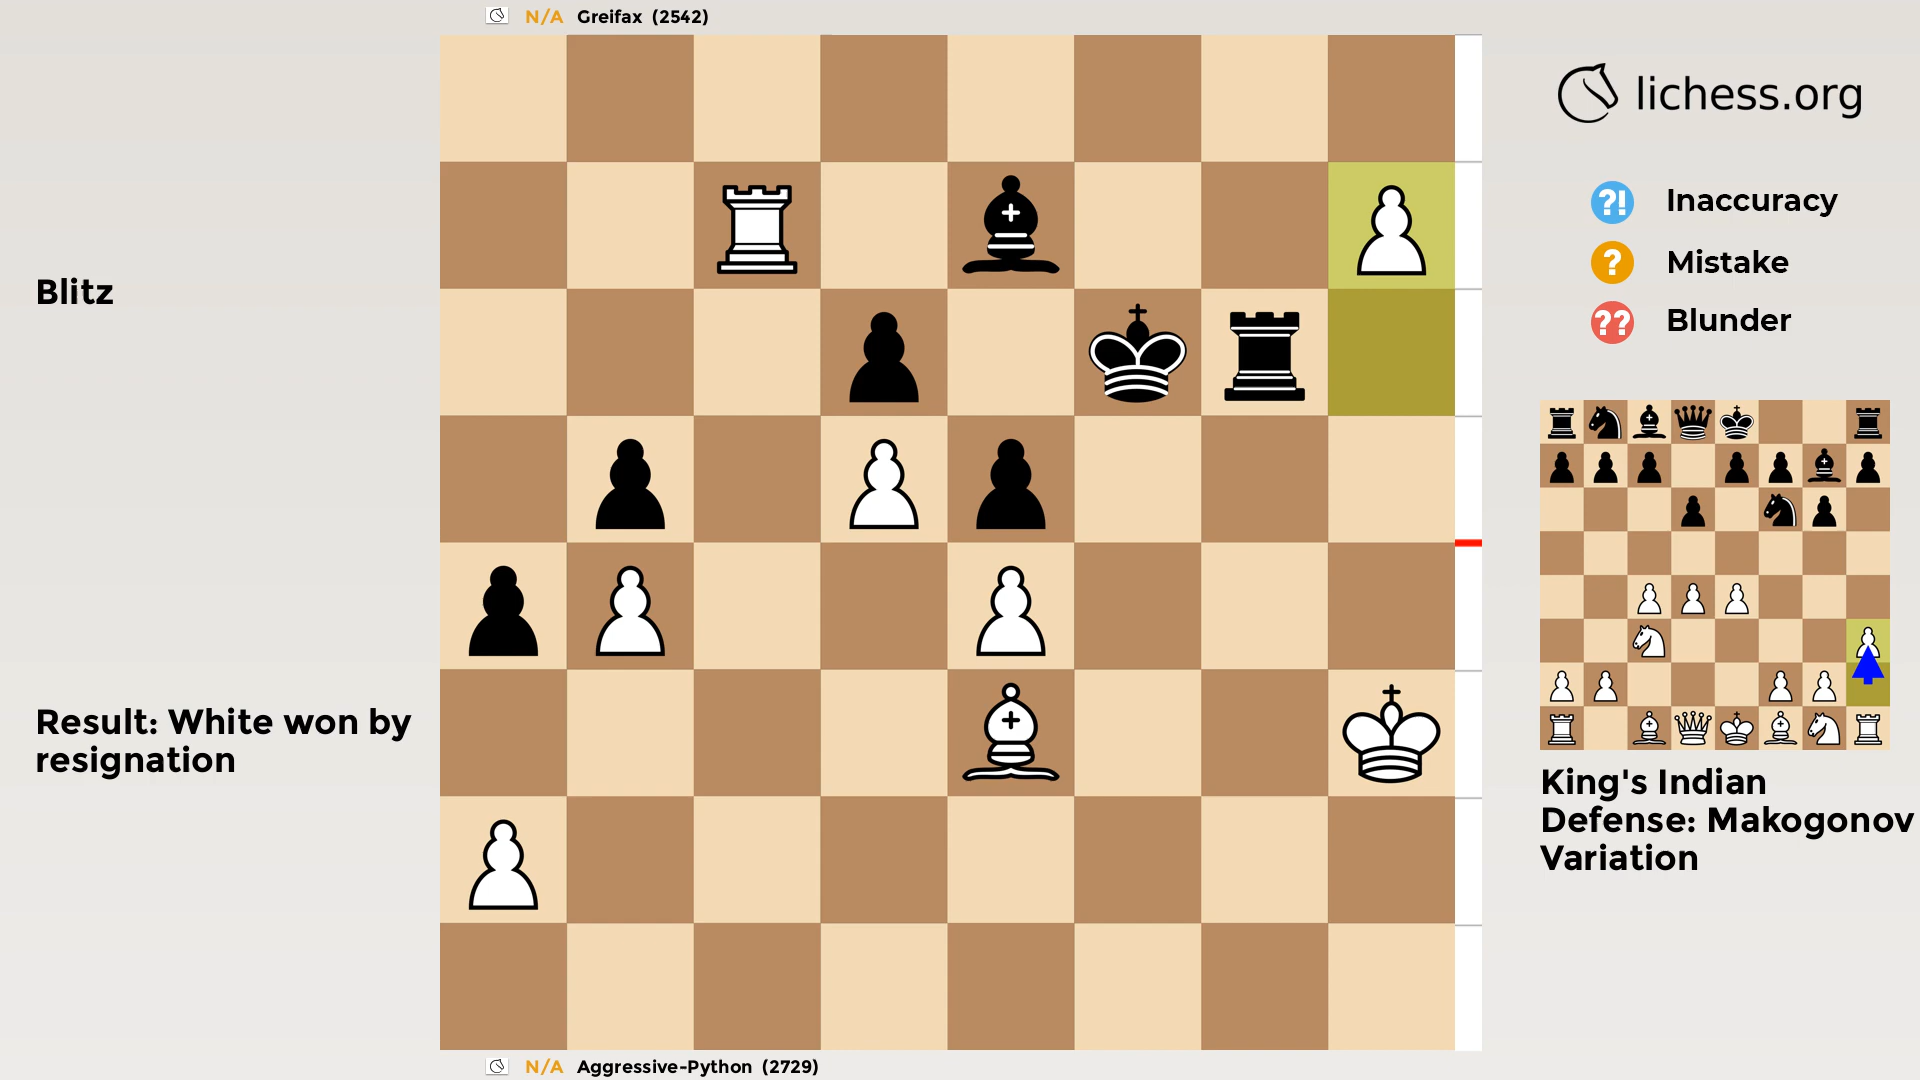 N/A Greifax (2542)
lichess.org
?! Inaccuracy
? Mistake
?? Blunder
Blitz
Result: White won by
resignation
King's Indian
Defense: Makogonov
Variation
N/A Aggressive-Python (2729)